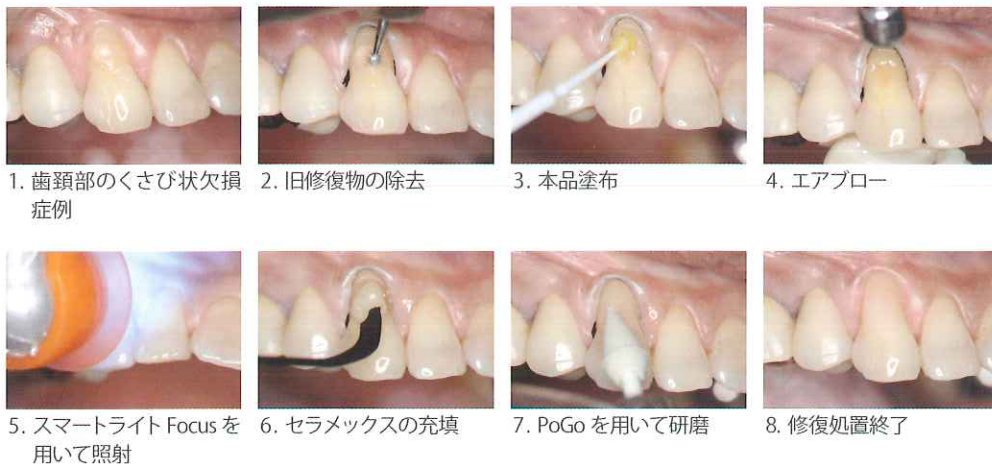 1. 歯頚部のくさび状欠損
症例
2. 旧修復物の除去
3. 本品塗布
4. エアブロー
5. スマートライト Focus を
用いて照射
6. セラメックスの充填
7. PoGo を用いて研磨
8. 修復処置終了